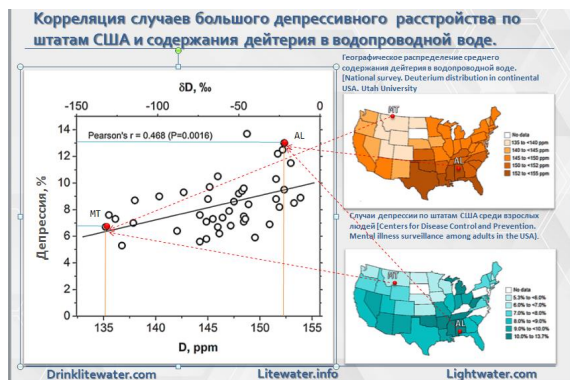 Корреляция случаев большого депрессивного расстройства по
штатам США и содержания дейтерия в водопроводной воде.
Географическое распределение среднего
содержания дейтерия в водопроводной воде.
[National survey. Deuterium distribution in continental
USA. Utah University
δD, ‰
-150 -100 -50 0
Pearson's r = 0.468 (P=0.0016)
AL
MT
14
12
10
8
6
4
2
0
Депрессия, %
135 140 145 150 155
D, ppm
MT
AL
No data
135 to <140 ppm
140 to <145 ppm
145 to <150 ppm
150 to <152 ppm
152 to <155 ppm
Случаи депрессии по штатам США среди взрослых
людей [Centers for Disease Control and Prevention.
Mental illness surveillance among adults in the USA].
MT
AL
No data
5.3% to <6.0%
6.0% to <7.0%
7.0% to <8.0%
8.0% to <9.0%
9.0% to <10.0%
10.0% to 13.7%
Drinklitewater.com Litewater.info Lightwater.com